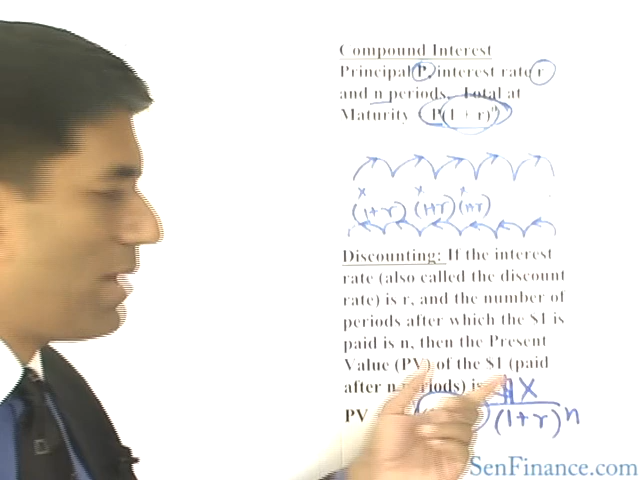 Compound Interest
Principal P, interest rate r
and n periods. Total at
Maturity P(1 + r)^n
x x x
(1+r) (1+r) (1+r)
Discounting: If the interest
rate (also called the discount
rate) is r, and the number of
periods after which the $1 is
paid is n, then the Present
Value (PV) of the $1 (paid
after n periods) is
X
PV (1+r)^n
SenFinance.com